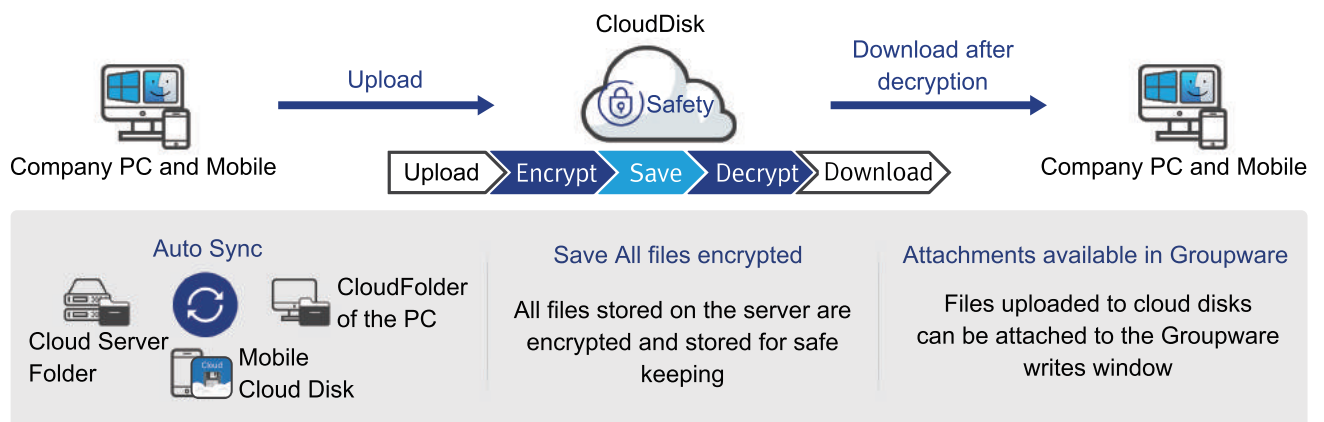 CloudDisk
Upload
Download after
decryption
Safety
Company PC and Mobile
Company PC and Mobile
Upload
Encrypt
Save
Decrypt
Download
Auto Sync
CloudFolder
of the PC
Cloud Server
Folder
Cloud
Mobile
Cloud Disk
Save All files encrypted
All files stored on the server are
encrypted and stored for safe
keeping
Attachments available in Groupware
Files uploaded to cloud disks
can be attached to the Groupware
writes window